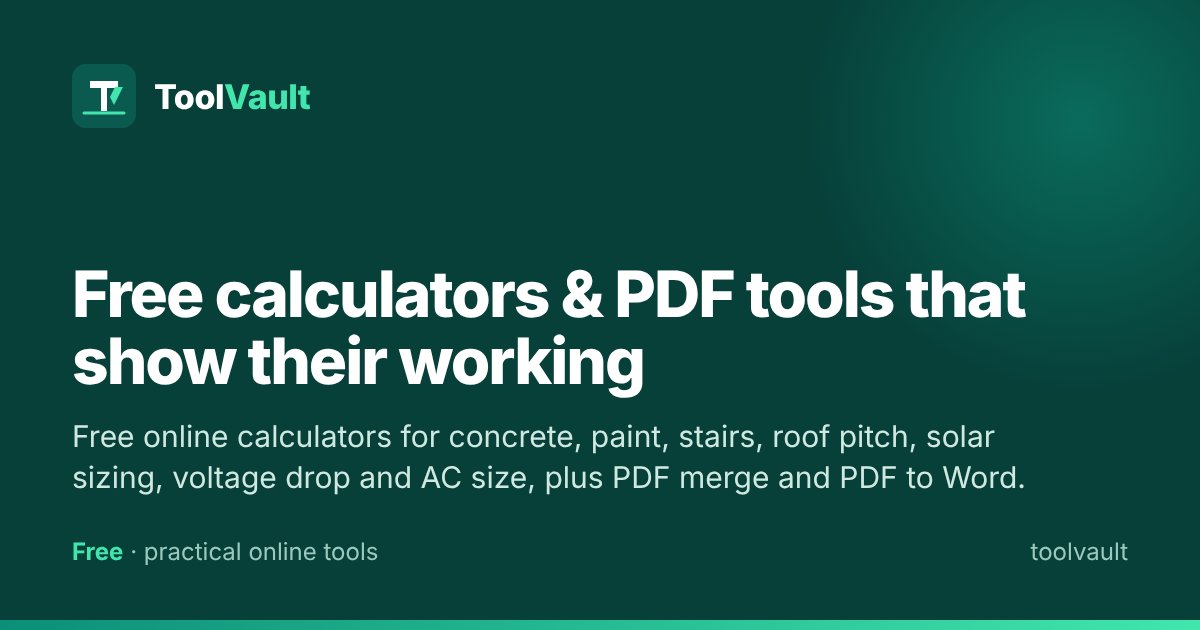 ToolVault
Free calculators & PDF tools that
show their working
Free online calculators for concrete, paint, stairs, roof pitch, solar
sizing, voltage drop and AC size, plus PDF merge and PDF to Word.
Free · practical online tools
toolvault